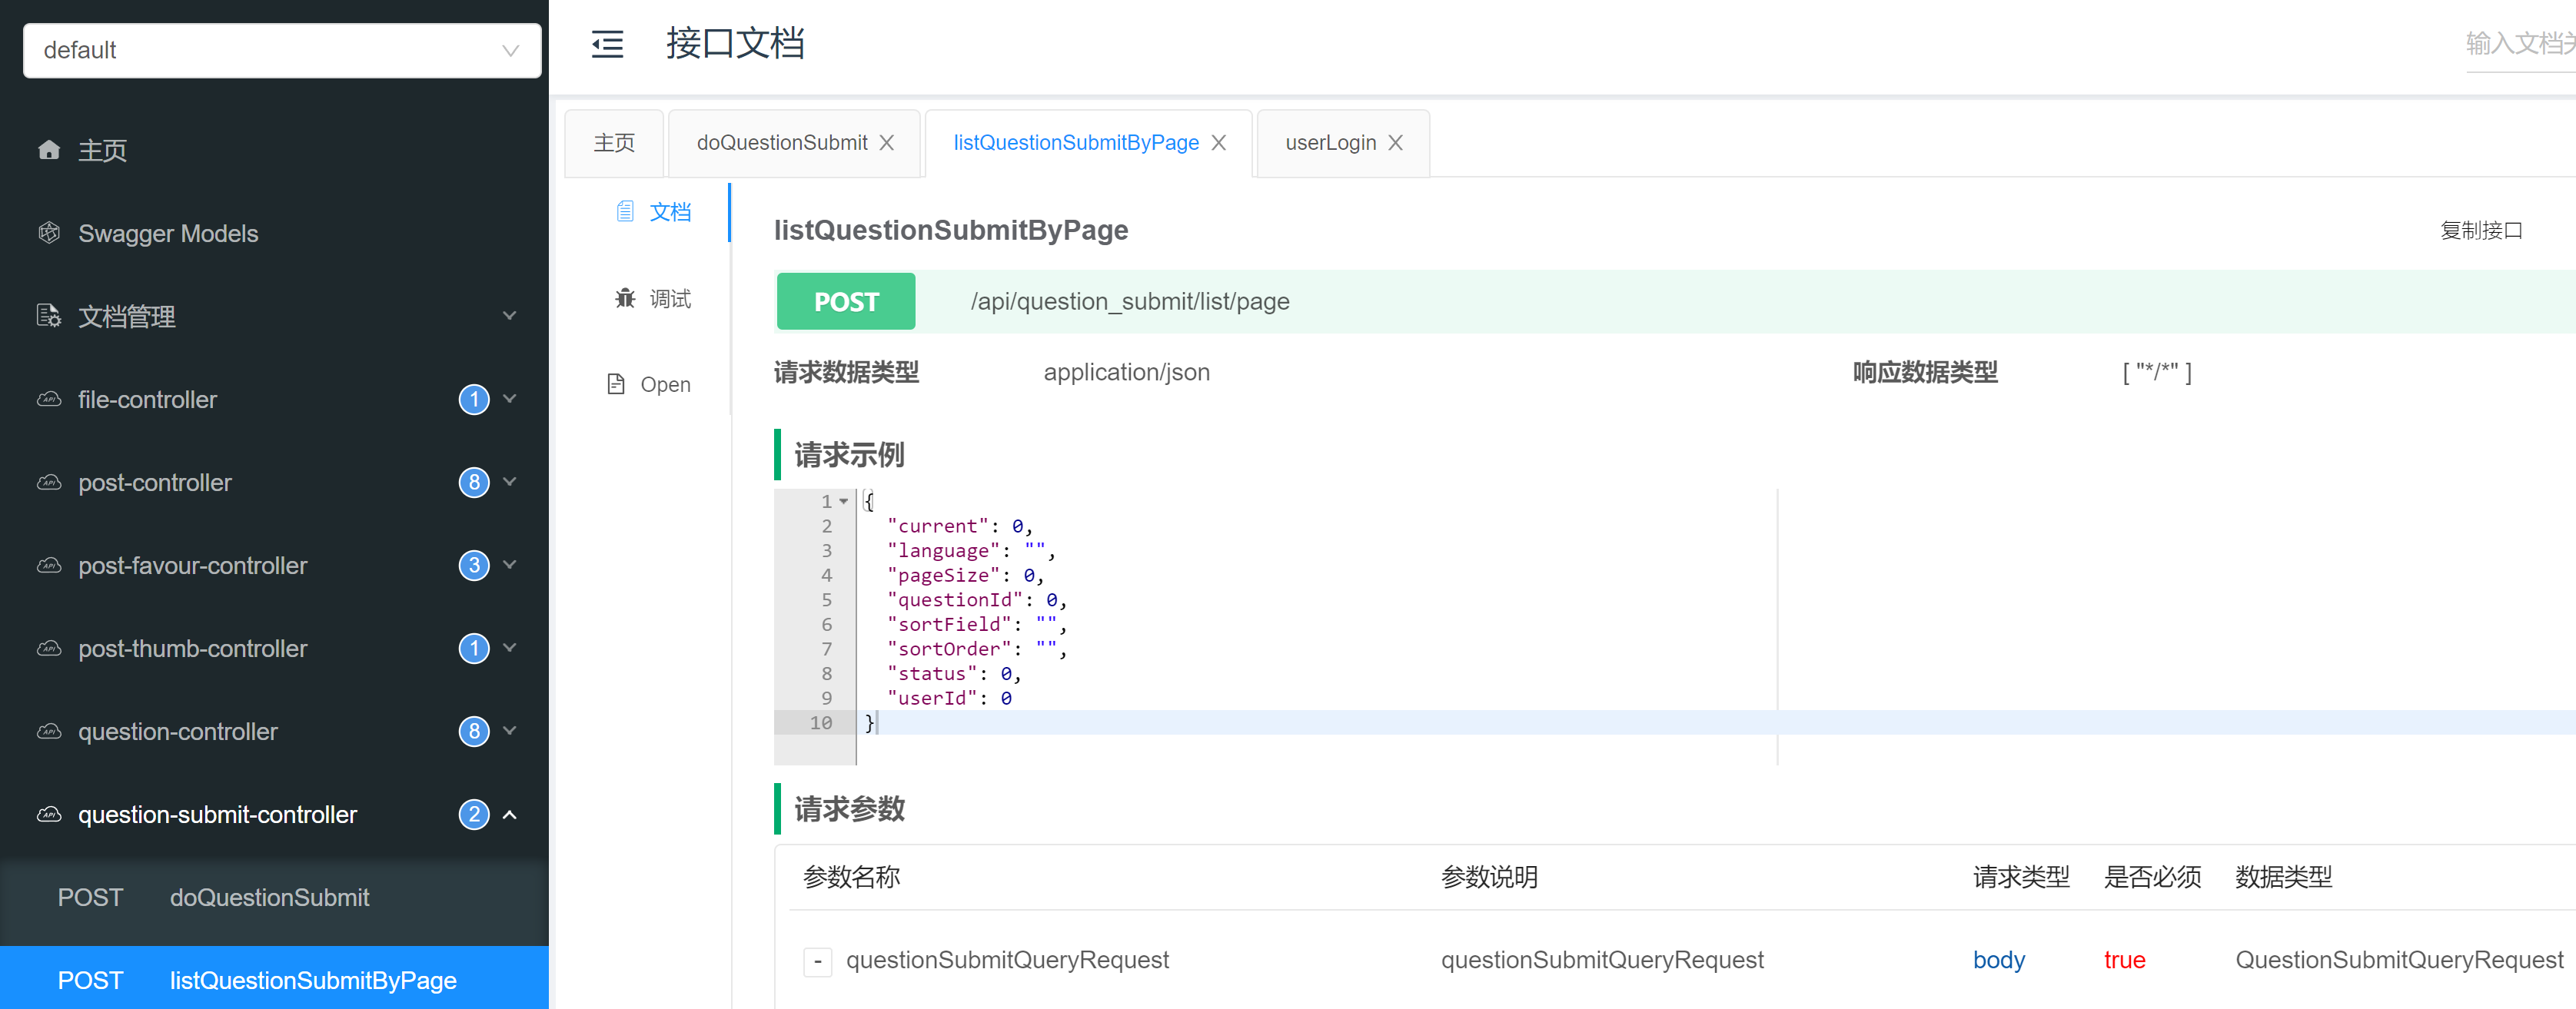 default
主页
Swagger Models
文档管理
file-controller 1
post-controller 8
post-favour-controller 3
post-thumb-controller 1
question-controller 8
question-submit-controller 2
POST doQuestionSubmit
POST listQuestionSubmitByPage
接口文档
输入文档
主页 doQuestionSubmit listQuestionSubmitByPage userLogin
文档
调试
Open
listQuestionSubmitByPage 复制接口
POST /api/question_submit/list/page
请求数据类型 application/json 响应数据类型 [ "*/*" ]
请求示例
1 {
2 "current": 0,
3 "language": "",
4 "pageSize": 0,
5 "questionId": 0,
6 "sortField": "",
7 "sortOrder": "",
8 "status": 0,
9 "userId": 0
10 }
请求参数
参数名称 参数说明 请求类型 是否必须 数据类型
- questionSubmitQueryRequest questionSubmitQueryRequest body true QuestionSubmitQueryRequest